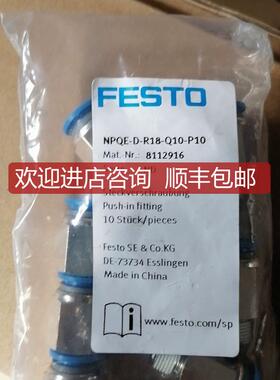 FESTO
NPQE-D-R18-Q10-P10
Mat.-Nr.: 8112916
欢迎进店咨询 顺丰包邮
Steckverschraubung
Push-in fitting
10 Stück/pieces
Festo SE & Co.KG
DE-73734 Esslingen
Made in China
www.festo.com/sp